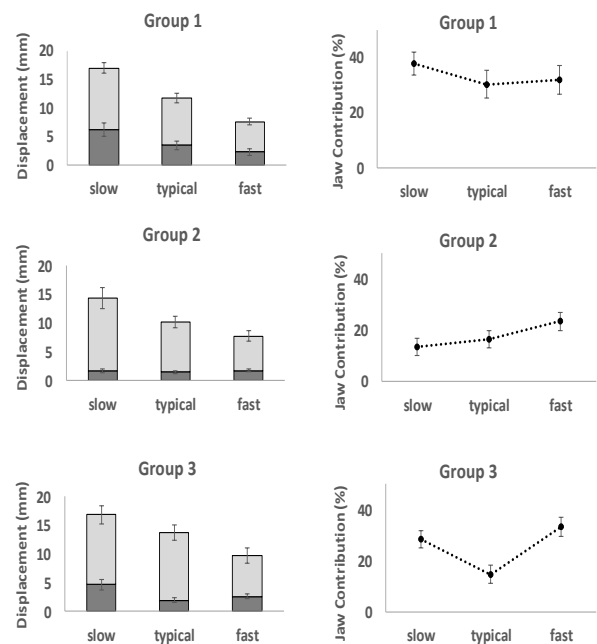 Group 1
Displacement (mm)
20
15
10
5
0
slow typical fast
Group 1
Jaw Contribution (%)
40
20
0
slow typical fast
Group 2
Displacement (mm)
20
15
10
5
0
slow typical fast
Group 2
Jaw Contribution (%)
40
20
0
slow typical fast
Group 3
Displacement (mm)
20
15
10
5
0
slow typical fast
Group 3
Jaw Contribution (%)
40
20
0
slow typical fast